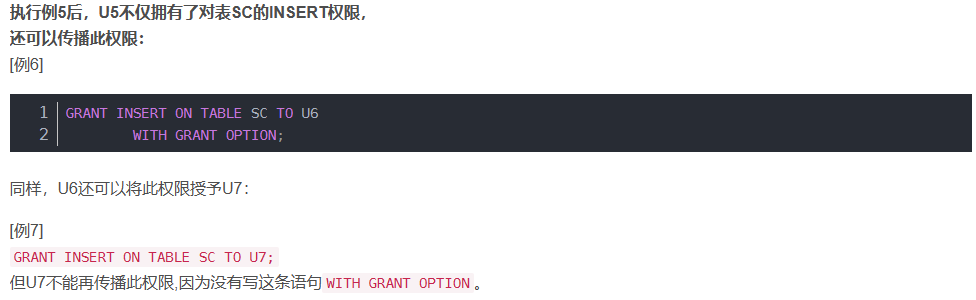 执行例5后，U5不仅拥有了对表SC的INSERT权限，
还可以传播此权限：
[例6]
1 GRANT INSERT ON TABLE SC TO U6
2 WITH GRANT OPTION;
同样，U6还可以将此权限授予U7：
[例7]
GRANT INSERT ON TABLE SC TO U7;
但U7不能再传播此权限,因为没有写这条语句 WITH GRANT OPTION 。